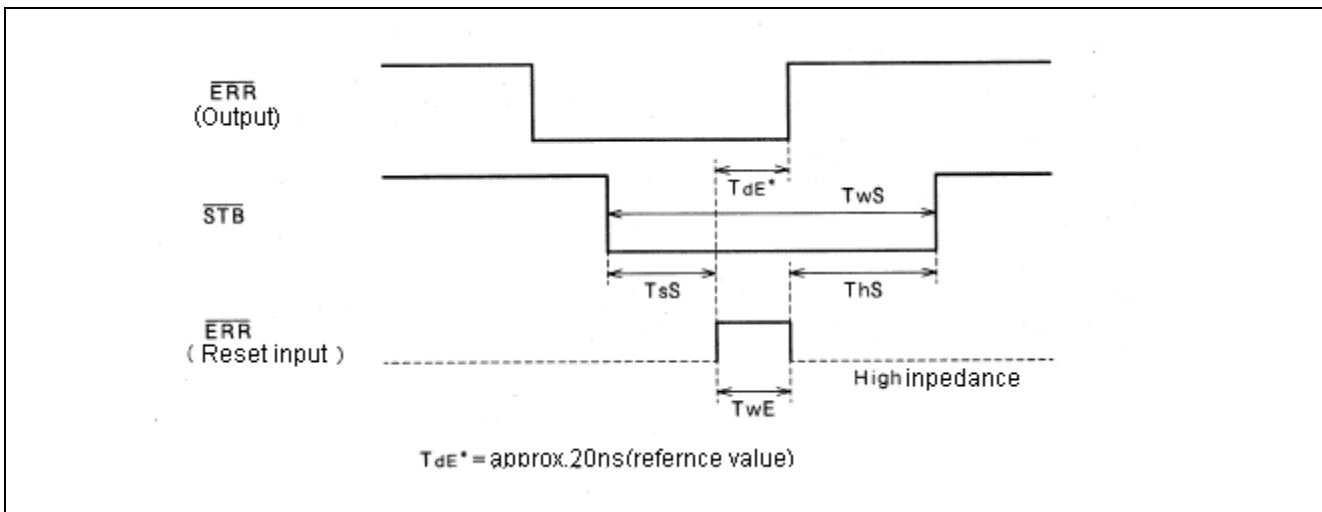 ERR
(Output)
TdE*
TwS
STB
TsS
ThS
ERR
( Reset input )
High inpedance
TwE
TdE* = approx.20ns(refernce value)